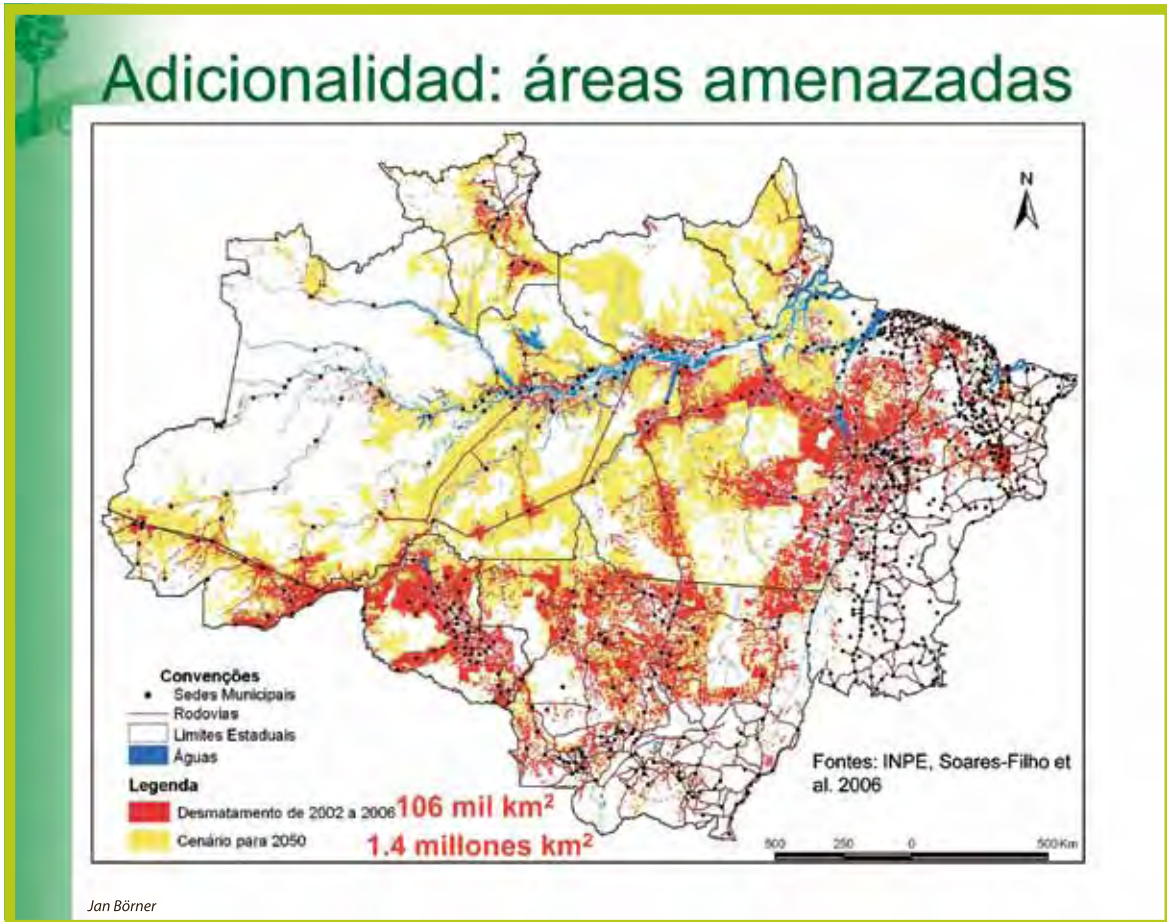 Adicionalidad: áreas amenazadas
N
Convenções
Sedes Municipais
Rodovias
Limites Estaduais
Águas
Legenda
Desmatamento de 2002 a 2006 106 mil km²
Cenário para 2050 1.4 millones km²
Fontes: INPE, Soares-Filho et
al. 2006
500 250 0 500 Km
Jan Börner